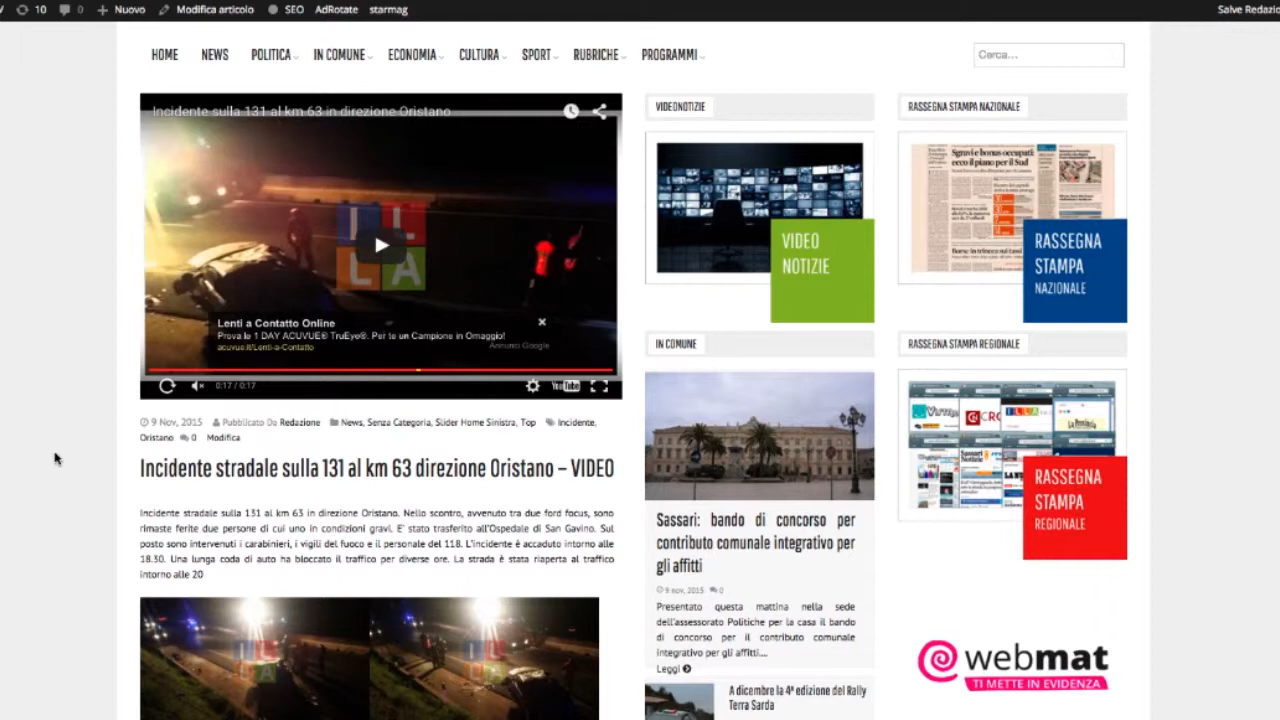 10
0
Nuovo
Modifica articolo
SEO
AdRotate
starmag
Salve Redazio
HOME
NEWS
POLITICA
IN COMUNE
ECONOMIA
CULTURA
SPORT
RUBRICHE
PROGRAMMI
Cerca...
Incidente sulla 131 al km 63 in direzione Oristano
I L
L A
Lenti a Contatto Online
Prova le 1 DAY ACUVUE® TruEye®. Per te un Campione in Omaggio!
acuvue.it/Lenti-a-Contatto
Annunci Google
0:17 / 0:17
YouTube
9 Nov, 2015 Pubblicato Da Redazione News, Senza Categoria, Slider Home Sinistra, Top Incidente,
Oristano 0 Modifica
Incidente stradale sulla 131 al km 63 direzione Oristano – VIDEO
Incidente stradale sulla 131 al km 63 in direzione Oristano. Nello scontro, avvenuto tra due ford focus, sono
rimaste ferite due persone di cui uno in condizioni gravi. E' stato trasferito all'Ospedale di San Gavino. Sul
posto sono intervenuti i carabinieri, i vigili del fuoco e il personale del 118. L'incidente è accaduto intorno alle
18.30. Una lunga coda di auto ha bloccato il traffico per diverse ore. La strada è stata riaperta al traffico
intorno alle 20
VIDEONOTIZIE
VIDEO
NOTIZIE
IN COMUNE
Sassari: bando di concorso per
contributo comunale integrativo per
gli affitti
9 nov, 2015 0
Presentato questa mattina nella sede
dell'assessorato Politiche per la casa il bando
di concorso per il contributo comunale
integrativo per gli affitti....
Leggi
A dicembre la 4ª edizione del Rally
Terra Sarda
RASSEGNA STAMPA NAZIONALE
Sgravi e bonus occupati:
ecco il piano per il Sud
RASSEGNA
STAMPA
NAZIONALE
RASSEGNA STAMPA REGIONALE
RASSEGNA
STAMPA
REGIONALE
webmat
TI METTE IN EVIDENZA